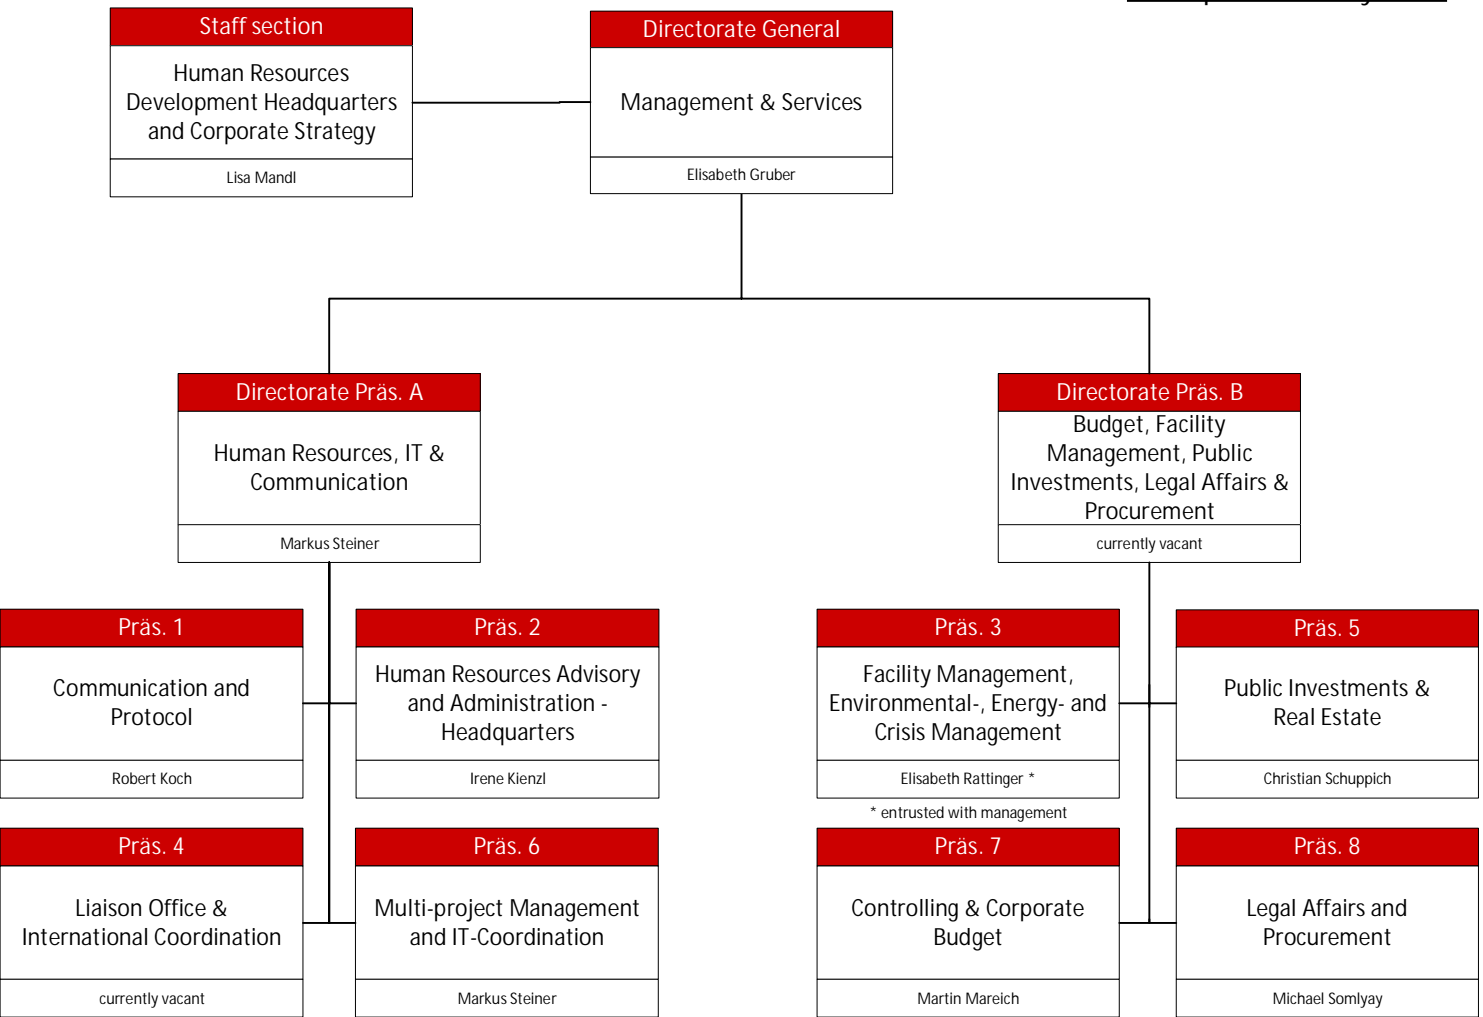 Staff section
Human Resources
Development Headquarters
and Corporate Strategy
Lisa Mandl
Directorate General
Management & Services
Elisabeth Gruber
Directorate Präs. A
Human Resources, IT &
Communication
Markus Steiner
Directorate Präs. B
Budget, Facility
Management, Public
Investments, Legal Affairs &
Procurement
currently vacant
Präs. 1
Communication and
Protocol
Robert Koch
Präs. 2
Human Resources Advisory
and Administration -
Headquarters
Irene Kienzl
Präs. 3
Facility Management,
Environmental-, Energy- and
Crisis Management
Elisabeth Rattinger *
* entrusted with management
Präs. 5
Public Investments &
Real Estate
Christian Schuppich
Präs. 4
Liaison Office &
International Coordination
currently vacant
Präs. 6
Multi-project Management
and IT-Coordination
Markus Steiner
Präs. 7
Controlling & Corporate
Budget
Martin Mareich
Präs. 8
Legal Affairs and
Procurement
Michael Somlyay